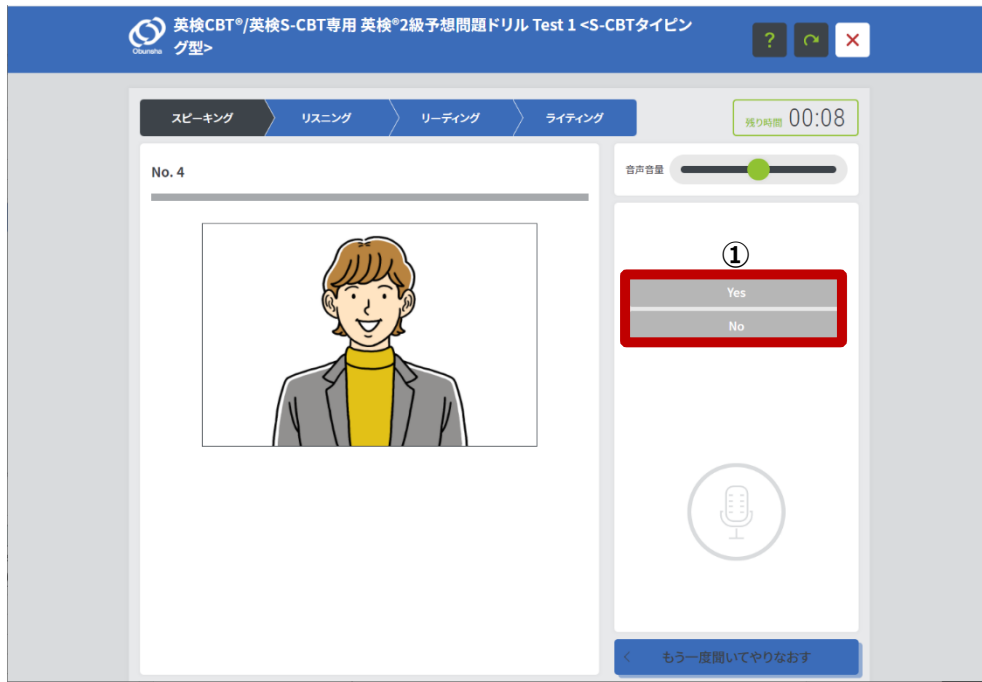 英検CBT®/英検S-CBT専用 英検®2級予想問題ドリル Test 1 <S-CBTタイピ
ング型>
Obunsha
?
スピーキング
リスニング
リーディング
ライティング
残り時間 00:08
No. 4
音声音量
①
Yes
No
もう一度聞いてやりなおす